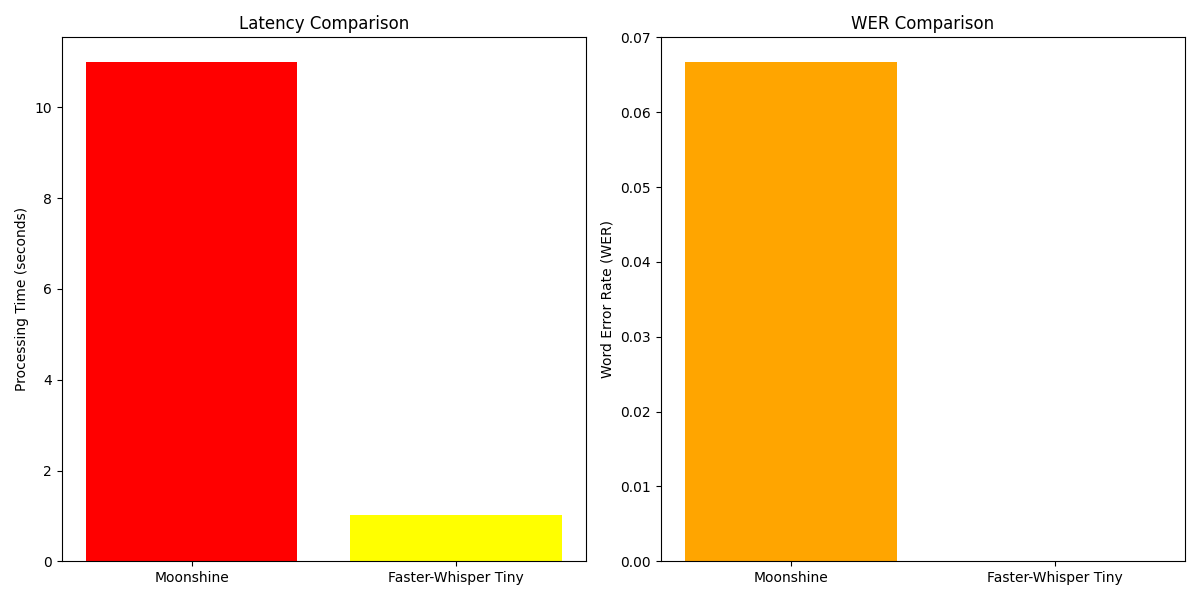 Latency Comparison
Processing Time (seconds)
10
8
6
4
2
0
Moonshine
Faster-Whisper Tiny
WER Comparison
Word Error Rate (WER)
0.07
0.06
0.05
0.04
0.03
0.02
0.01
0.00
Moonshine
Faster-Whisper Tiny